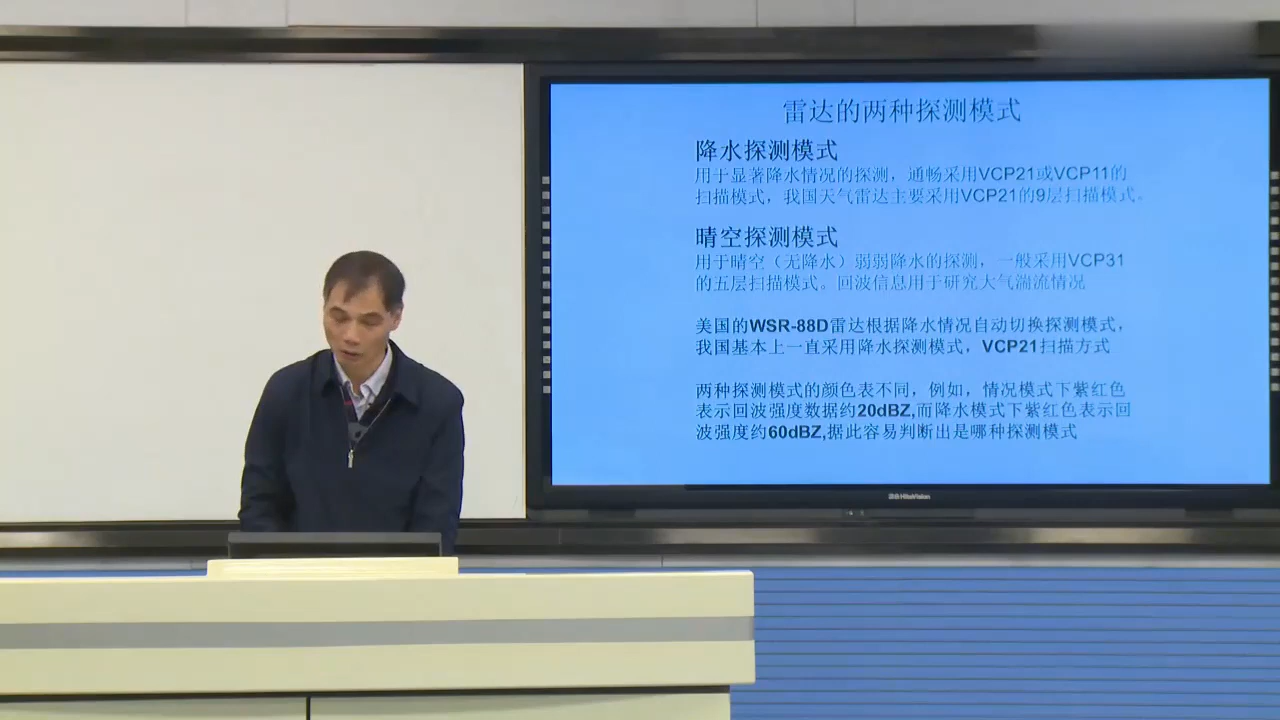 雷达的两种探测模式
降水探测模式
用于显著降水情况的探测，通畅采用VCP21或VCP11的
扫描模式，我国天气雷达主要采用VCP21的9层扫描模式。
晴空探测模式
用于晴空（无降水）弱弱降水的探测，一般采用VCP31
的五层扫描模式。回波信息用于研究大气湍流情况
美国的WSR-88D雷达根据降水情况自动切换探测模式，
我国基本上一直采用降水探测模式，VCP21扫描方式
两种探测模式的颜色表不同，例如，情况模式下紫红色
表示回波强度数据约20dBZ,而降水模式下紫红色表示回
波强度约60dBZ,据此容易判断出是哪种探测模式